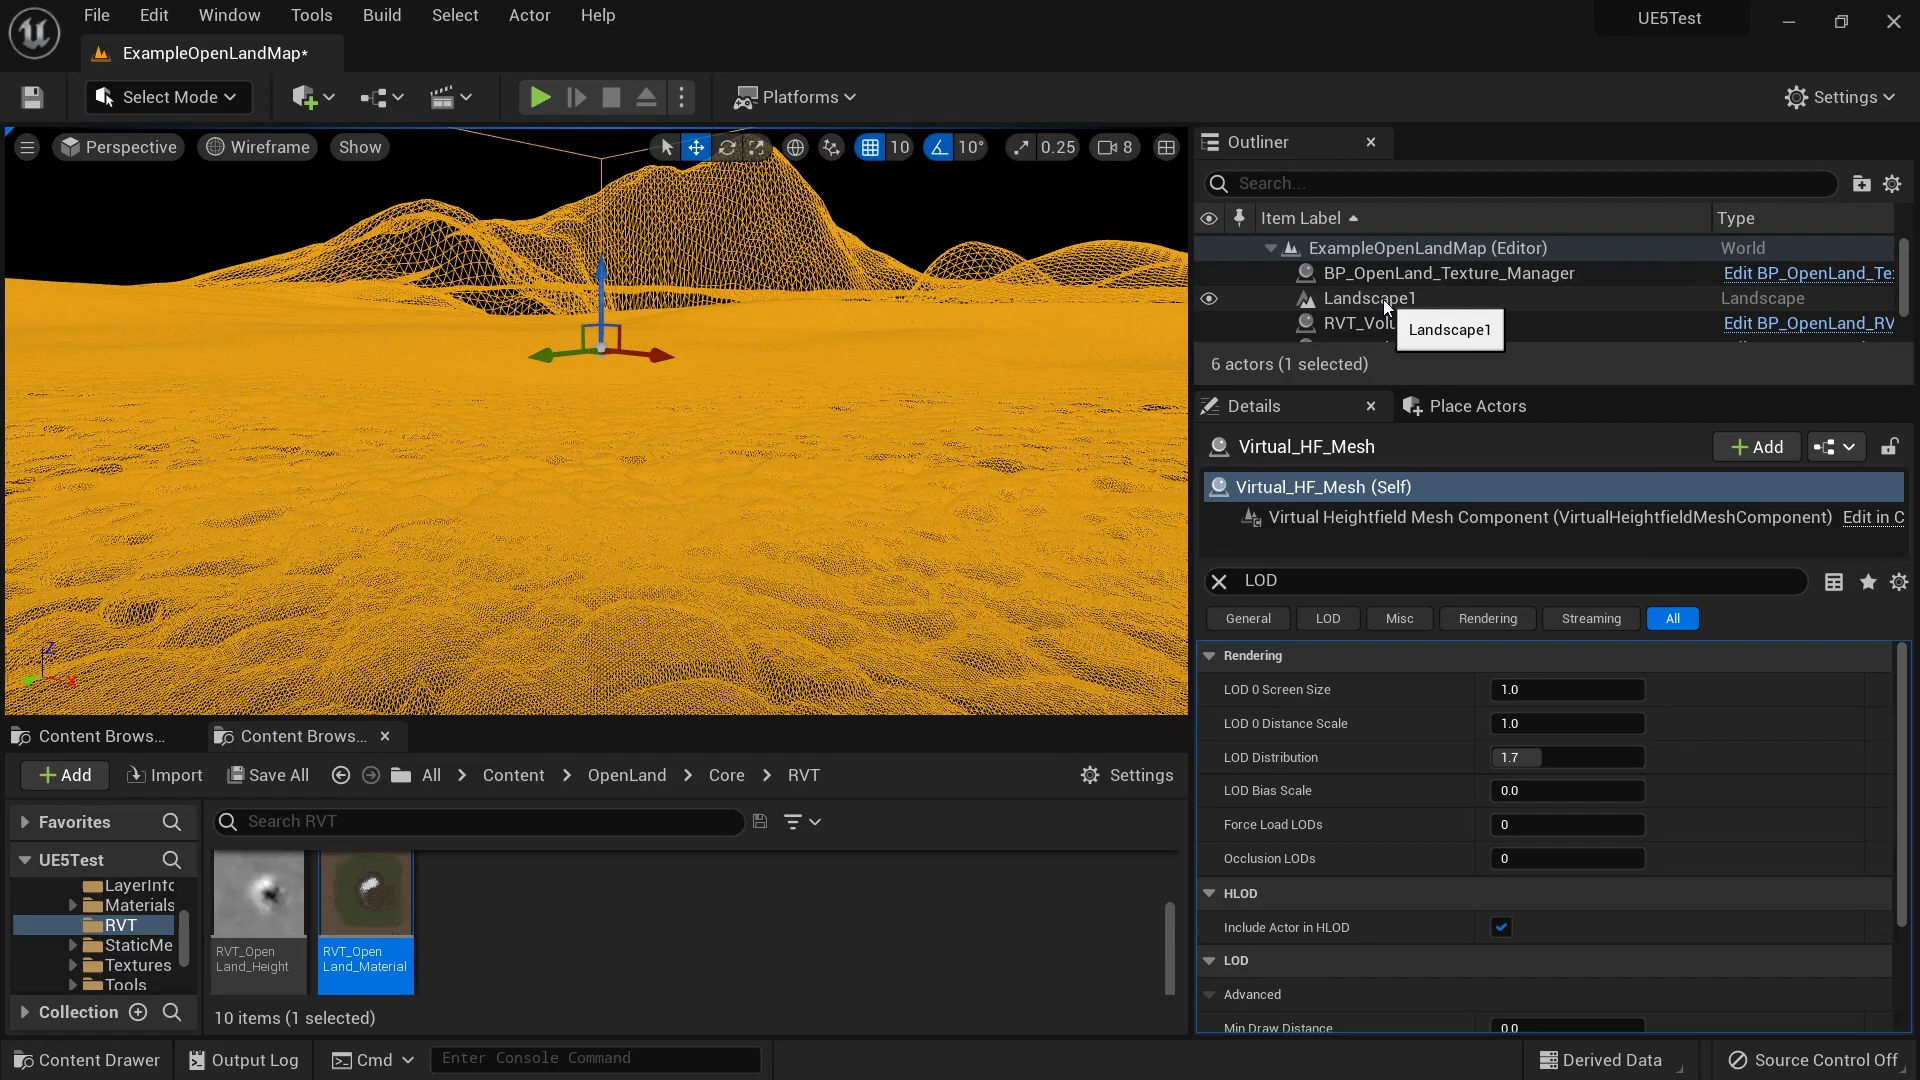 File Edit Window Tools Build Select Actor Help
UE5Test
ExampleOpenLandMap*
Select Mode
Platforms
Settings
Perspective
Wireframe
Show
10
10°
0.25
8
Outliner
Search...
Item Label
Type
ExampleOpenLandMap (Editor)
World
BP_OpenLand_Texture_Manager
Edit BP_OpenLand_Te
Landscape1
Landscape
RVT_Volu
Edit BP_OpenLand_RV
Landscape1
6 actors (1 selected)
Details
Place Actors
Virtual_HF_Mesh
Add
Virtual_HF_Mesh (Self)
Virtual Heightfield Mesh Component (VirtualHeightfieldMeshComponent)
Edit in C
LOD
General
LOD
Misc
Rendering
Streaming
All
Rendering
LOD 0 Screen Size
1.0
LOD 0 Distance Scale
1.0
LOD Distribution
1.7
LOD Bias Scale
0.0
Force Load LODs
0
Occlusion LODs
0
HLOD
Include Actor in HLOD
LOD
Advanced
Min Draw Distance
0.0
Z
X
Content Brows...
Content Brows...
Add
Import
Save All
All > Content > OpenLand > Core > RVT
Settings
Favorites
Search RVT
UE5Test
LayerInfo
Materials
RVT
StaticMe
Textures
Tools
Collection
RVT_Open
Land_Height
RVT_Open
Land_Material
10 items (1 selected)
Content Drawer
Output Log
Cmd
Enter Console Command
Derived Data
Source Control Off